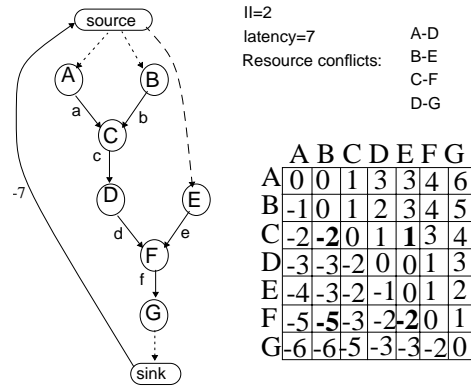 source
A
B
a
b
C
c
D
E
d
e
F
f
G
-7
sink
II=2
latency=7
Resource conflicts:
A-D
B-E
C-F
D-G
A B C D E F G
A 0 0 1 3 3 4 6
B -1 0 1 2 3 4 5
C -2 -2 0 1 1 3 4
D -3 -3 -2 0 0 1 3
E -4 -3 -2 -1 0 1 2
F -5 -5 -3 -2 -2 0 1
G -6 -6 -5 -3 -3 -2 0